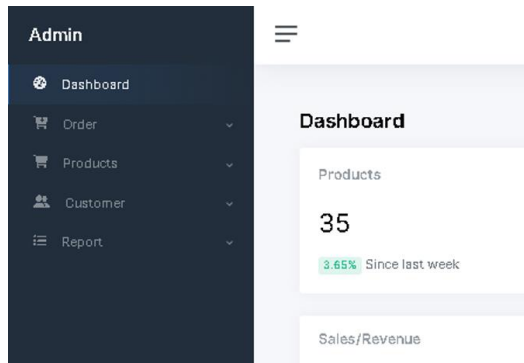 Admin
Dashboard
Order
Products
Customer
Report
Dashboard
Products
35
3.65% Since last week
Sales/Revenue